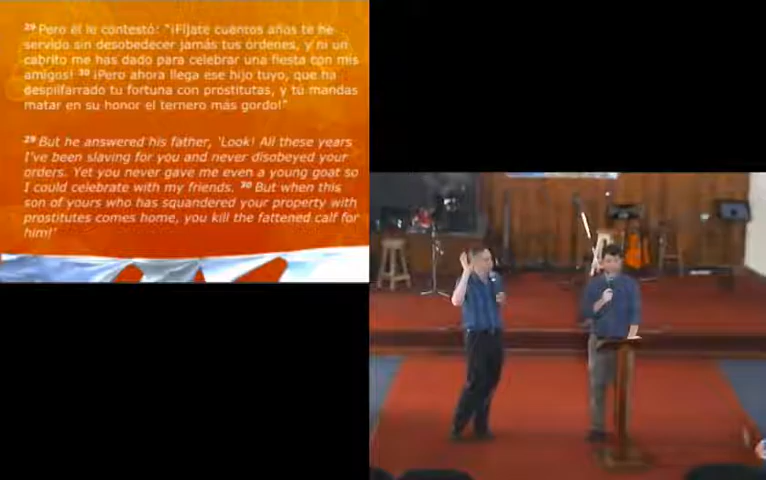 29 Pero él le contestó: "¡Fíjate cuántos años te he
servido sin desobedecer jamás tus órdenes, y ni un
cabrito me has dado para celebrar una fiesta con mis
amigos! 30 ¡Pero ahora llega ese hijo tuyo, que ha
despilfarrado tu fortuna con prostitutas, y tú mandas
matar en su honor el ternero más gordo!"
29 But he answered his father, 'Look! All these years
I've been slaving for you and never disobeyed your
orders. Yet you never gave me even a young goat so
I could celebrate with my friends. 30 But when this
son of yours who has squandered your property with
prostitutes comes home, you kill the fattened calf for
him!'